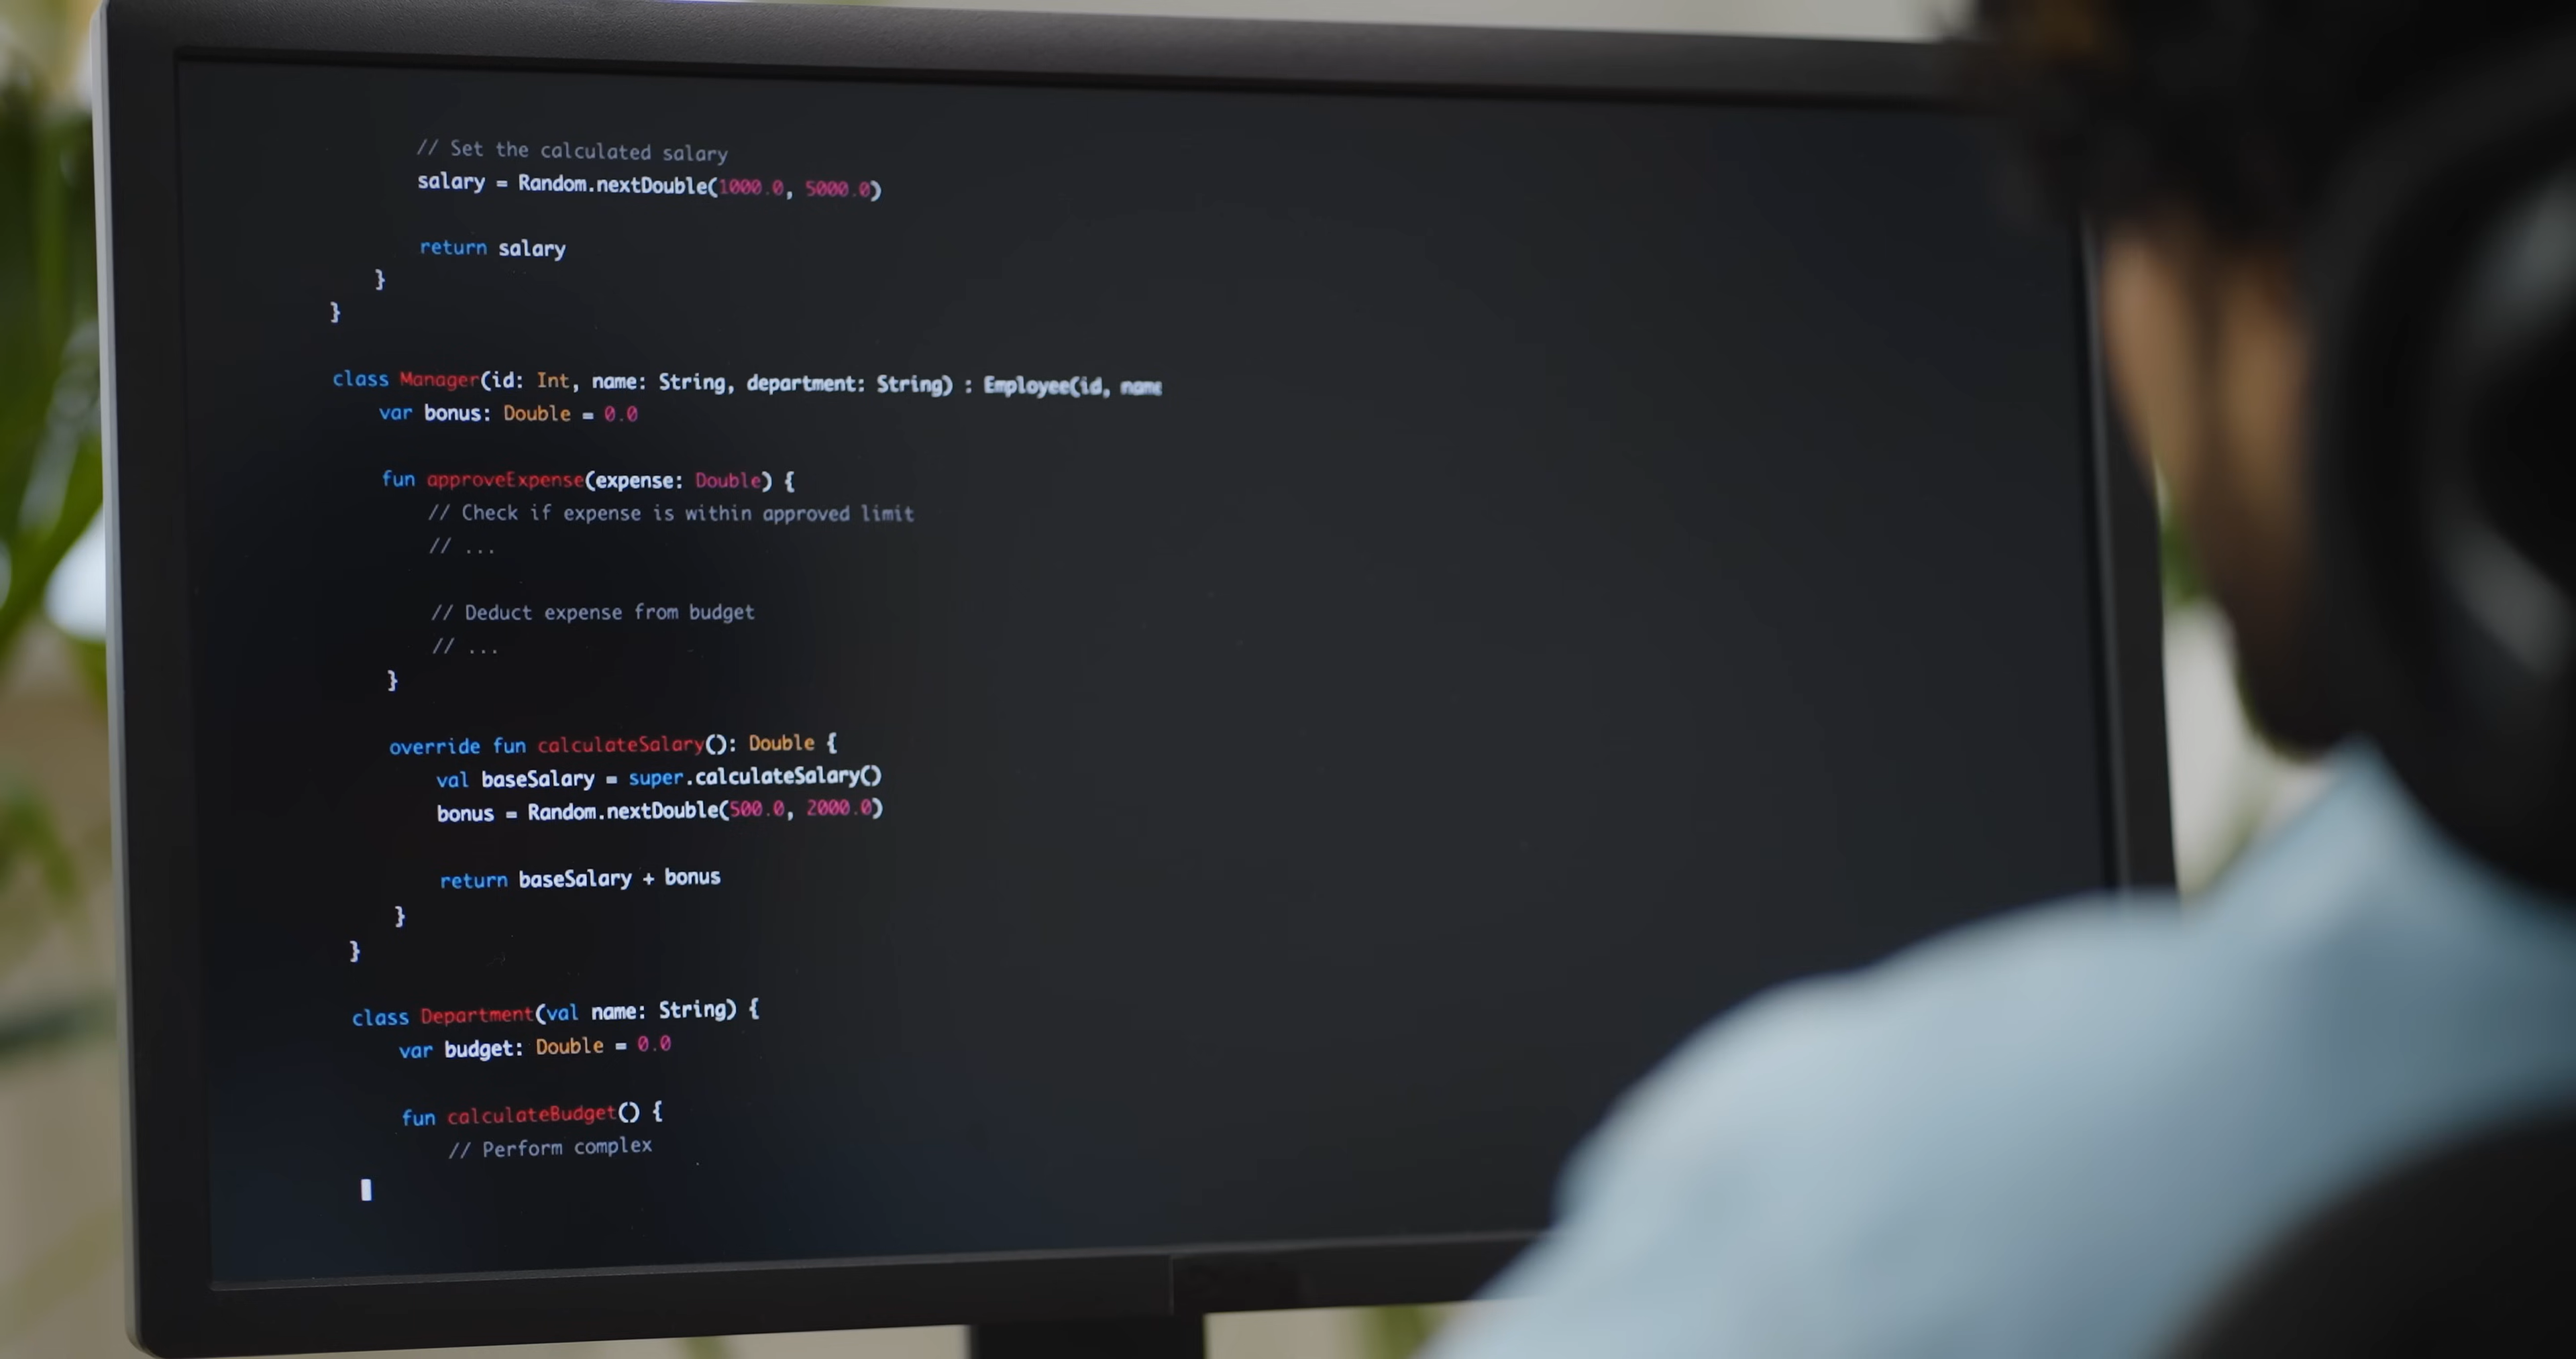 // Set the calculated salary
salary = Random.nextDouble(1000.0, 5000.0)
return salary
}
}
class Manager(id: Int, name: String, department: String) : Employee(id, name
var bonus: Double = 0.0
fun approveExpense(expense: Double) {
// Check if expense is within approved limit
// ...
// Deduct expense from budget
// ...
}
override fun calculateSalary(): Double {
val baseSalary = super.calculateSalary()
bonus = Random.nextDouble(500.0, 2000.0)
return baseSalary + bonus
}
}
class Department(val name: String) {
var budget: Double = 0.0
fun calculateBudget() {
// Perform complex